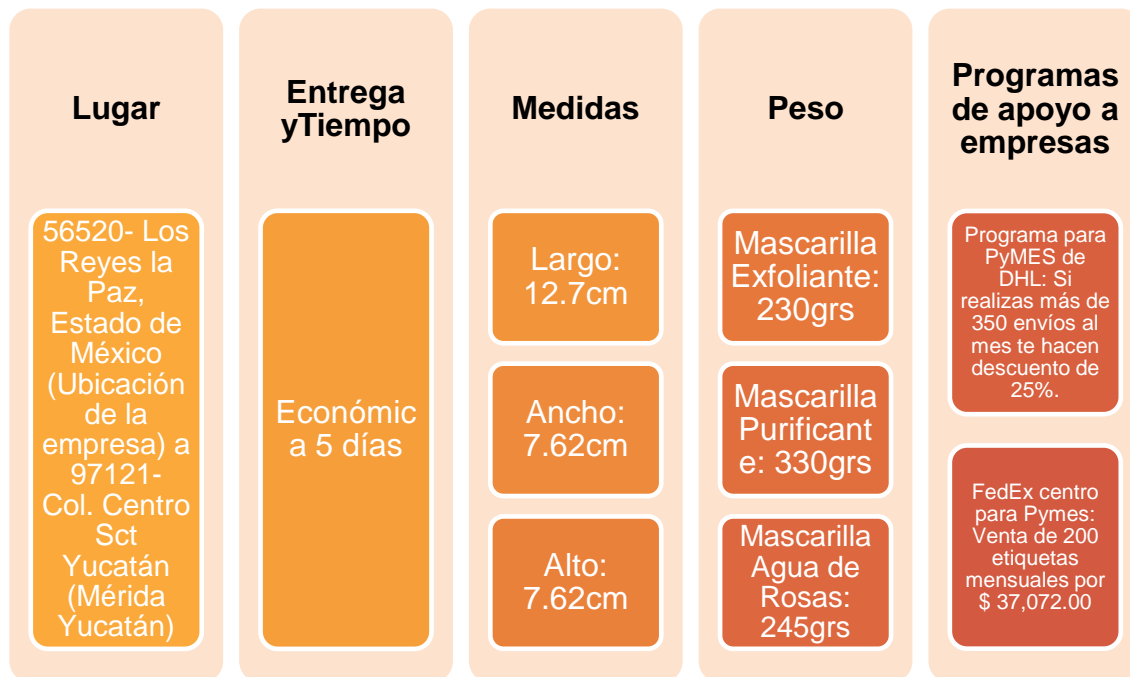 Lugar
56520- Los
Reyes la
Paz,
Estado de
México
(Ubicación
de la
empresa) a
97121-
Col. Centro
Sct
Yucatán
(Mérida
Yucatán)
Entrega
yTiempo
Económic
a 5 días
Medidas
Largo:
12.7cm
Ancho:
7.62cm
Alto:
7.62cm
Peso
Mascarilla
Exfoliante:
230grs
Mascarilla
Purificant
e: 330grs
Mascarilla
Agua de
Rosas:
245grs
Programas
de apoyo a
empresas
Programa para
PyMES de
DHL: Si
realizas más de
350 envíos al
mes te hacen
descuento de
25%.
FedEx centro
para Pymes:
Venta de 200
etiquetas
mensuales por
$ 37,072.00